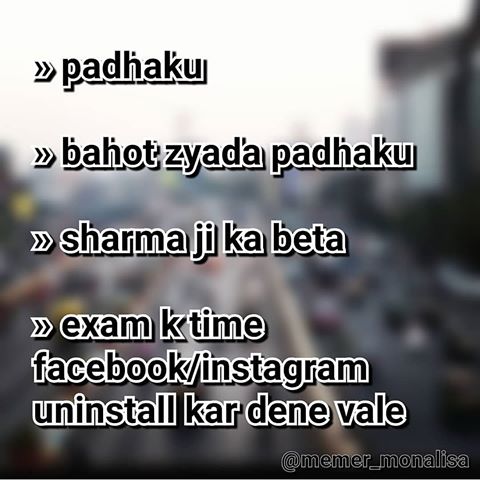 » padhaku
» bahot zyada padhaku
» sharma ji ka beta
» exam k time
facebook/instagram
uninstall kar dene vale
@memer_monalisa